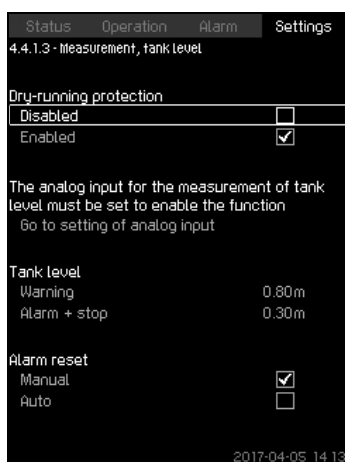 Status Operation Alarm Settings
4.4.1.3 - Measurement, tank level
Dry-running protection
Disabled
Enabled
The analog input for the measurement of tank
level must be set to enable the function
Go to setting of analog input
Tank level
Warning 0.80m
Alarm + stop 0.30m
Alarm reset
Manual
Auto
2017-04-05 14:13